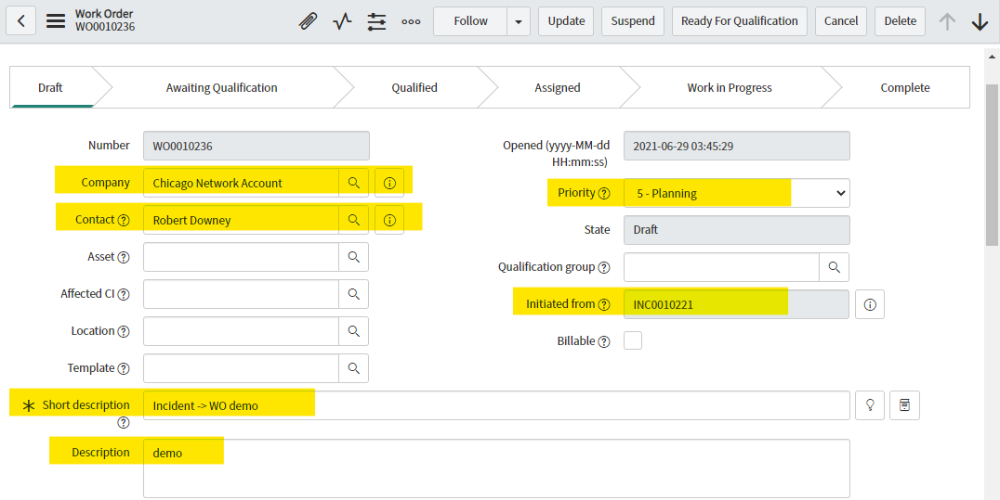 Work Order
WO0010236
Follow
Update
Suspend
Ready For Qualification
Cancel
Delete
Draft
Awaiting Qualification
Qualified
Assigned
Work in Progress
Complete
Number
WO0010236
Opened (yyyy-MM-dd
HH:mm:ss)
2021-06-29 03:45:29
Company
Chicago Network Account
Priority
5 - Planning
Contact
Robert Downey
State
Draft
Asset
Qualification group
Affected CI
Initiated from
INC0010221
Location
Billable
Template
Short description
Incident -> WO demo
Description
demo